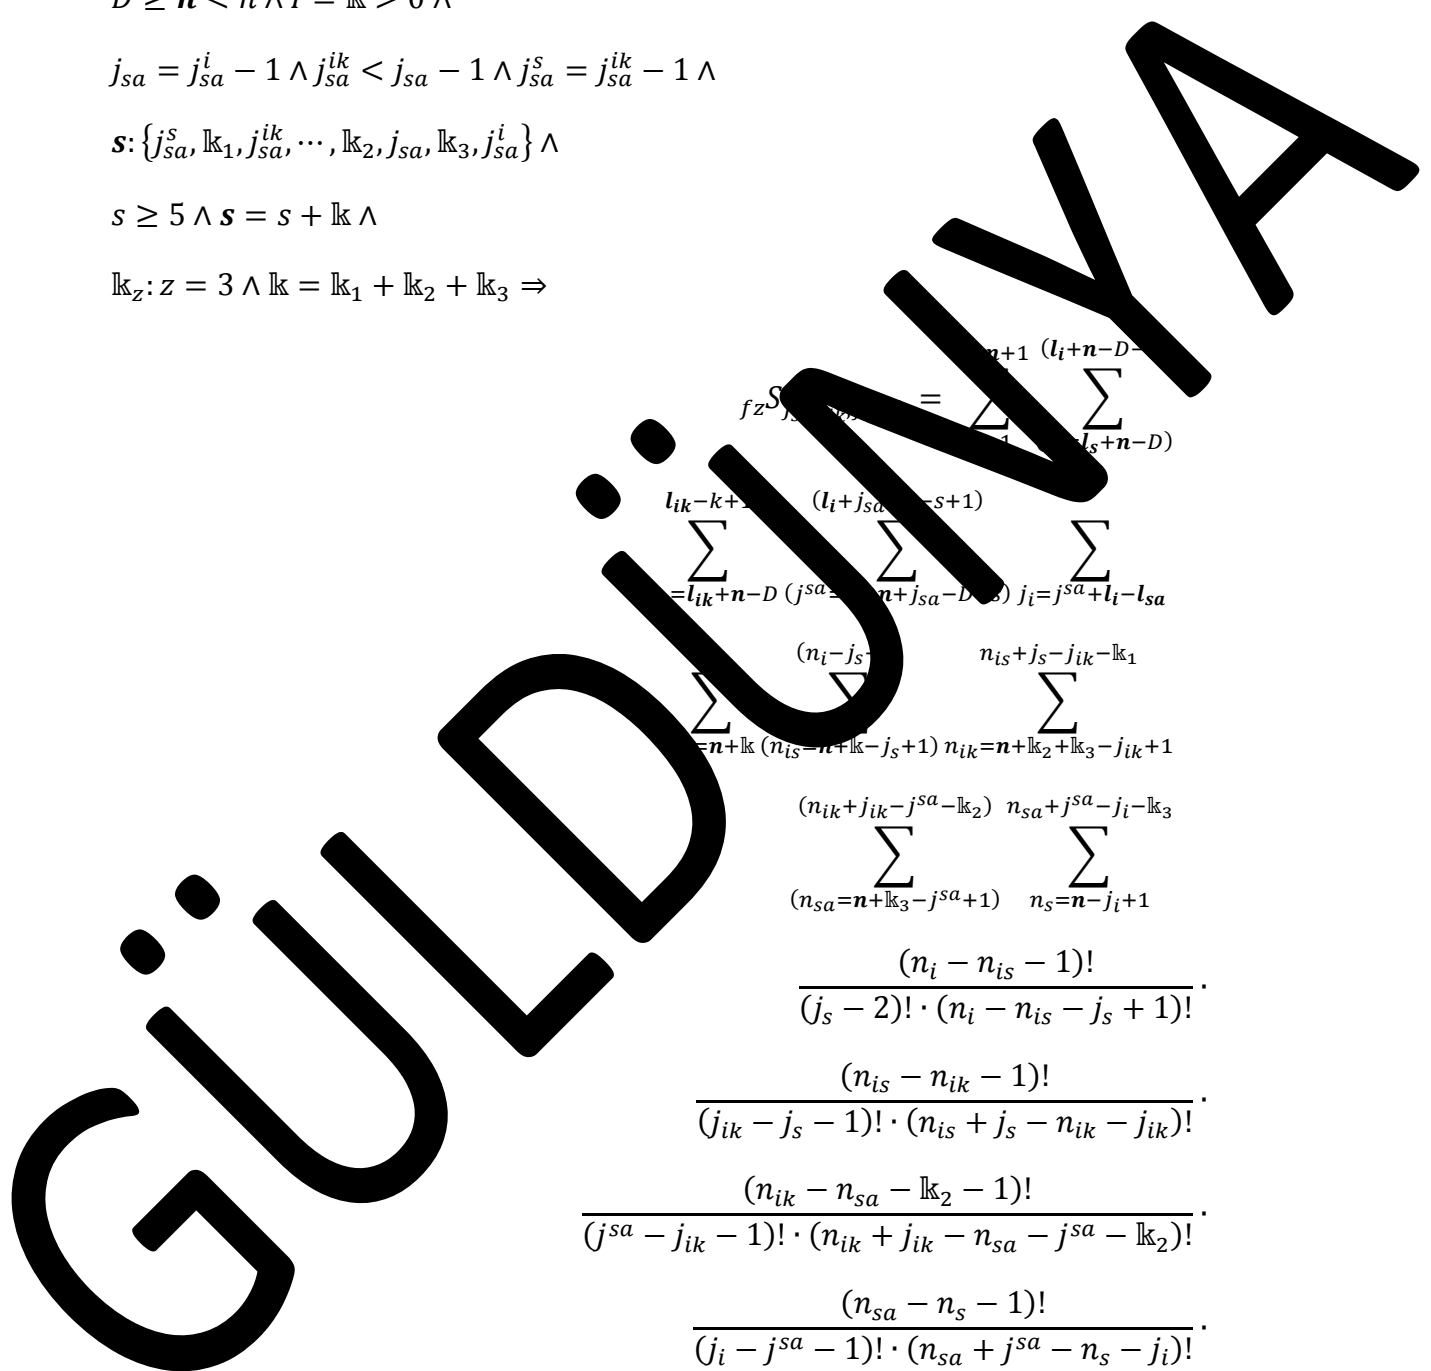 D ≥ n < n ∧ I = 𝕜 > 0 ∧
j_{sa} = j_{sa}^{i} − 1 ∧ j_{sa}^{ik} < j_{sa} − 1 ∧ j_{sa}^{s} = j_{sa}^{ik} − 1 ∧
s: {j_{sa}^{s}, 𝕜_1, j_{sa}^{ik}, ⋯, 𝕜_2, j_{sa}, 𝕜_3, j_{sa}^{i}} ∧
s ≥ 5 ∧ s = s + 𝕜 ∧
𝕜_z: z = 3 ∧ 𝕜 = 𝕜_1 + 𝕜_2 + 𝕜_3 ⇒
n+1 (l_i+n−D−
_{fz}S = ∑ ∑
l_s+n−D)
l_{ik}−k+1 (l_i+j_{sa} −s+1)
∑ ∑ ∑
=l_{ik}+n−D (j^{sa}= n+j_{sa}−D s) j_i=j^{sa}+l_i−l_{sa}
(n_i−j_s n_{is}+j_s−j_{ik}−𝕜_1
∑ ∑ ∑
=n+𝕜 (n_{is}=n+𝕜−j_s+1) n_{ik}=n+𝕜_2+𝕜_3−j_{ik}+1
(n_{ik}+j_{ik}−j^{sa}−𝕜_2) n_{sa}+j^{sa}−j_i−𝕜_3
∑ ∑
(n_{sa}=n+𝕜_3−j^{sa}+1) n_s=n−j_i+1
(n_i − n_{is} − 1)!
(j_s − 2)! · (n_i − n_{is} − j_s + 1)! ·
(n_{is} − n_{ik} − 1)!
(j_{ik} − j_s − 1)! · (n_{is} + j_s − n_{ik} − j_{ik})! ·
(n_{ik} − n_{sa} − 𝕜_2 − 1)!
(j^{sa} − j_{ik} − 1)! · (n_{ik} + j_{ik} − n_{sa} − j^{sa} − 𝕜_2)! ·
(n_{sa} − n_s − 1)!
(j_i − j^{sa} − 1)! · (n_{sa} + j^{sa} − n_s − j_i)! ·
GÜLDÜNYA